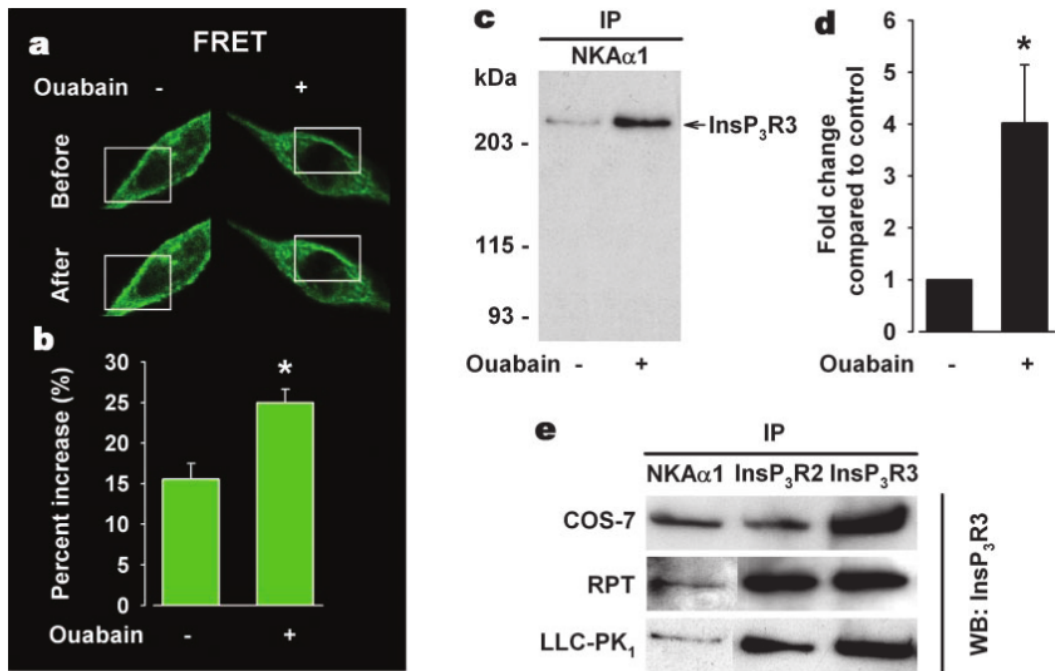 a
FRET
Ouabain - +
Before
After
b
Percent increase (%)
30
25
20
15
10
5
0
*
Ouabain - +
c
IP
NKAα1
kDa
203 -
115 -
93 -
←InsP₃R3
Ouabain - +
d
Fold change
compared to control
6
5
4
3
2
1
0
*
- +
e
IP
NKAα1 InsP₃R2 InsP₃R3
COS-7
RPT
LLC-PK₁
WB: InsP₃R3